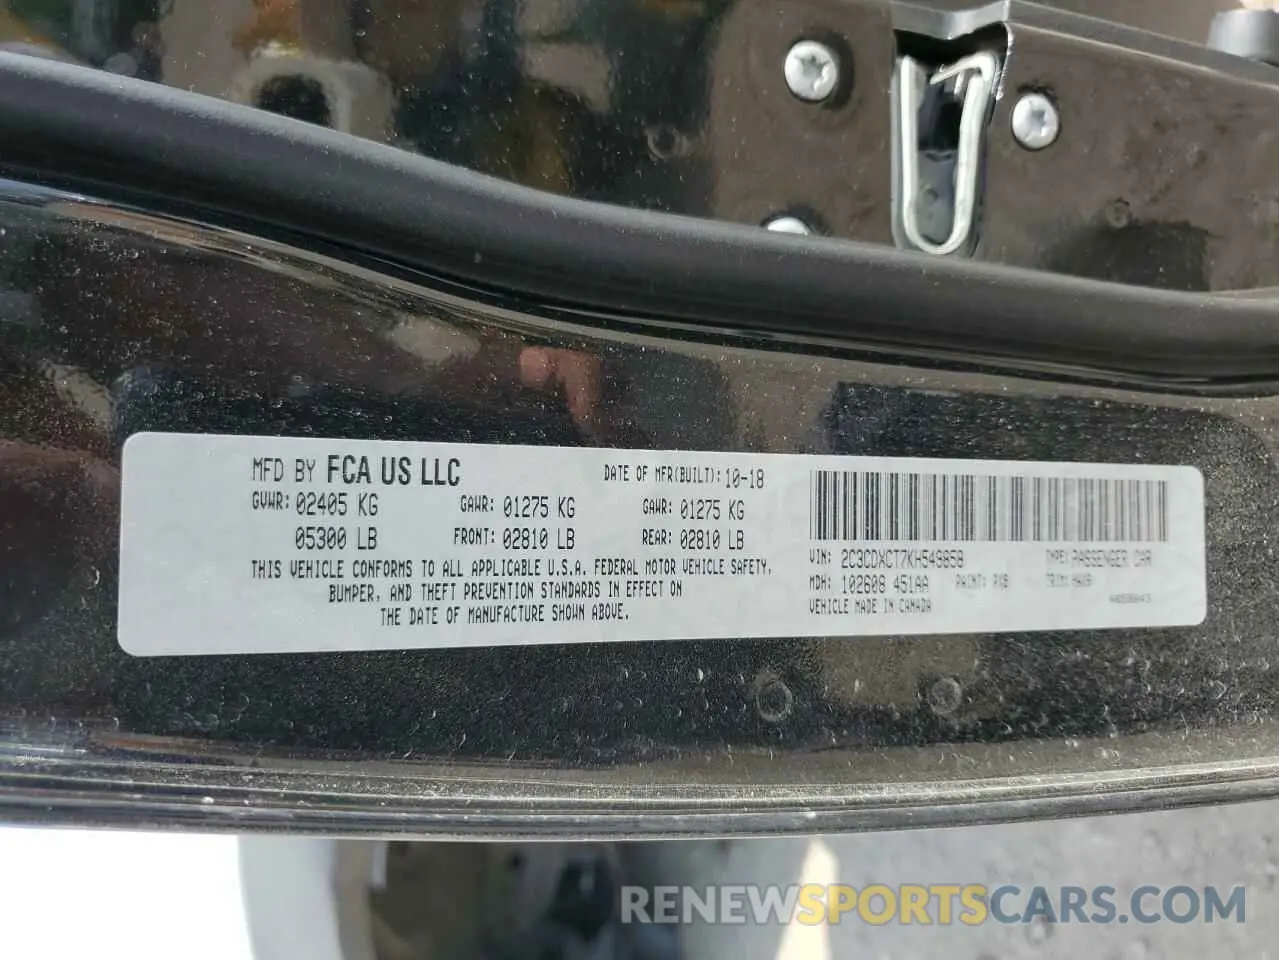 MFD BY FCA US LLC
DATE OF MFR(BUILT): 10-18
GVWR: 02405 KG
GAWR: 01275 KG
GAWR: 01275 KG
05300 LB
FRONT: 02810 LB
REAR: 02810 LB
THIS VEHICLE CONFORMS TO ALL APPLICABLE U.S.A. FEDERAL MOTOR VEHICLE SAFETY,
BUMPER, AND THEFT PREVENTION STANDARDS IN EFFECT ON
THE DATE OF MANUFACTURE SHOWN ABOVE.
VIN: 2C3CDXCT7KH549858
TYPE: PASSENGER CAR
MDH: 102608 451AA
PAINT:
TRIM:
VEHICLE MADE IN CANADA
RENEWSPORTSCARS.COM